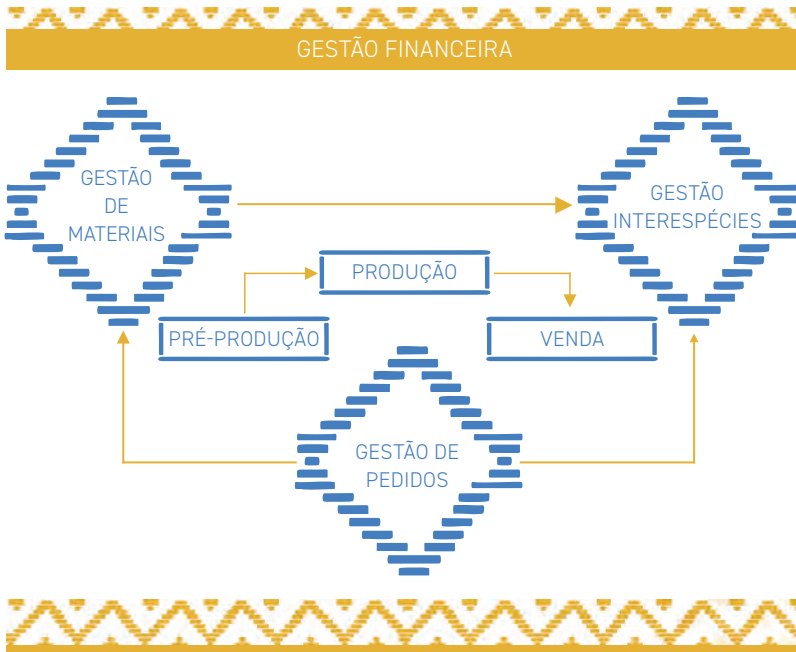 GESTÃO FINANCEIRA
GESTÃO
DE
MATERIAIS
GESTÃO
INTERESPÉCIES
PRODUÇÃO
PRÉ-PRODUÇÃO
VENDA
GESTÃO DE
PEDIDOS